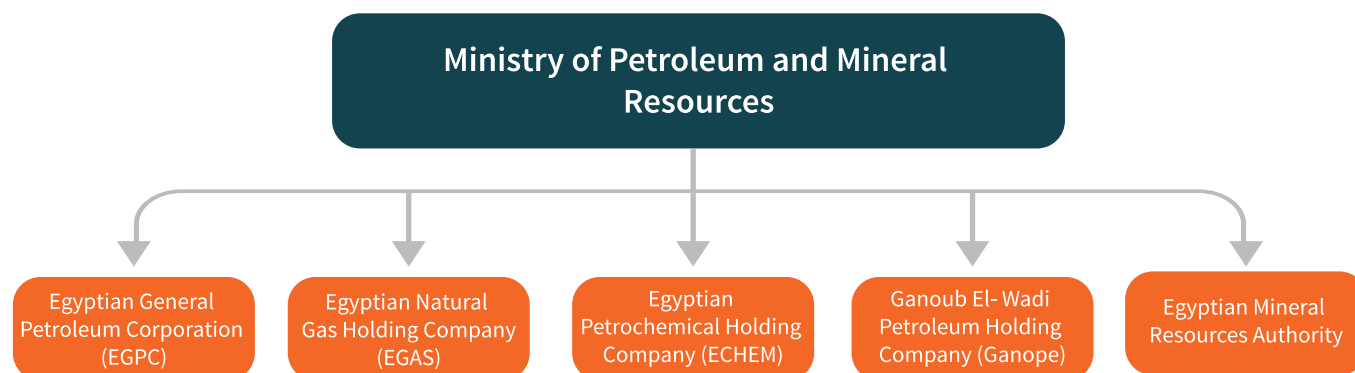 Ministry of Petroleum and Mineral
Resources
Egyptian General
Petroleum Corporation
(EGPC)
Egyptian Natural
Gas Holding Company
(EGAS)
Egyptian
Petrochemical Holding
Company (ECHEM)
Ganoub El- Wadi
Petroleum Holding
Company (Ganope)
Egyptian Mineral
Resources Authority